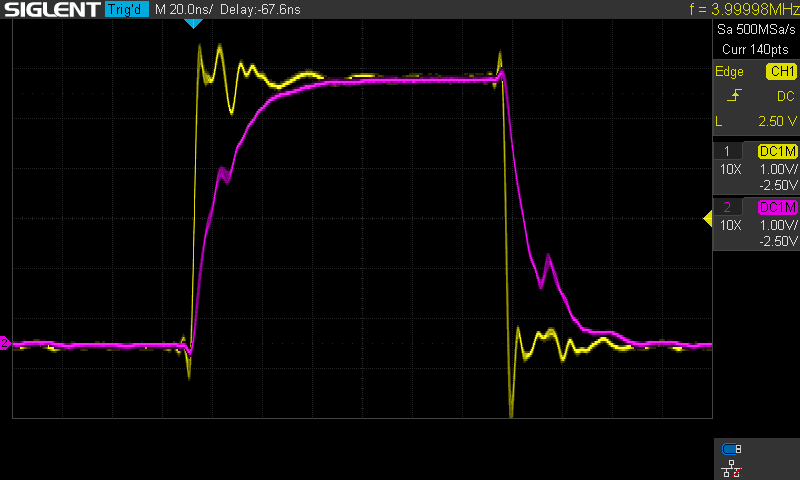 SIGLENT Trig'd M 20.0ns/ Delay:-67.6ns f = 3.99998MHz
Sa 500MSa/s
Curr 140pts
Edge CH1
DC
L 2.50 V
1 DC1M
10X 1.00V/
-2.50V
2 DC1M
10X 1.00V/
-2.50V
2